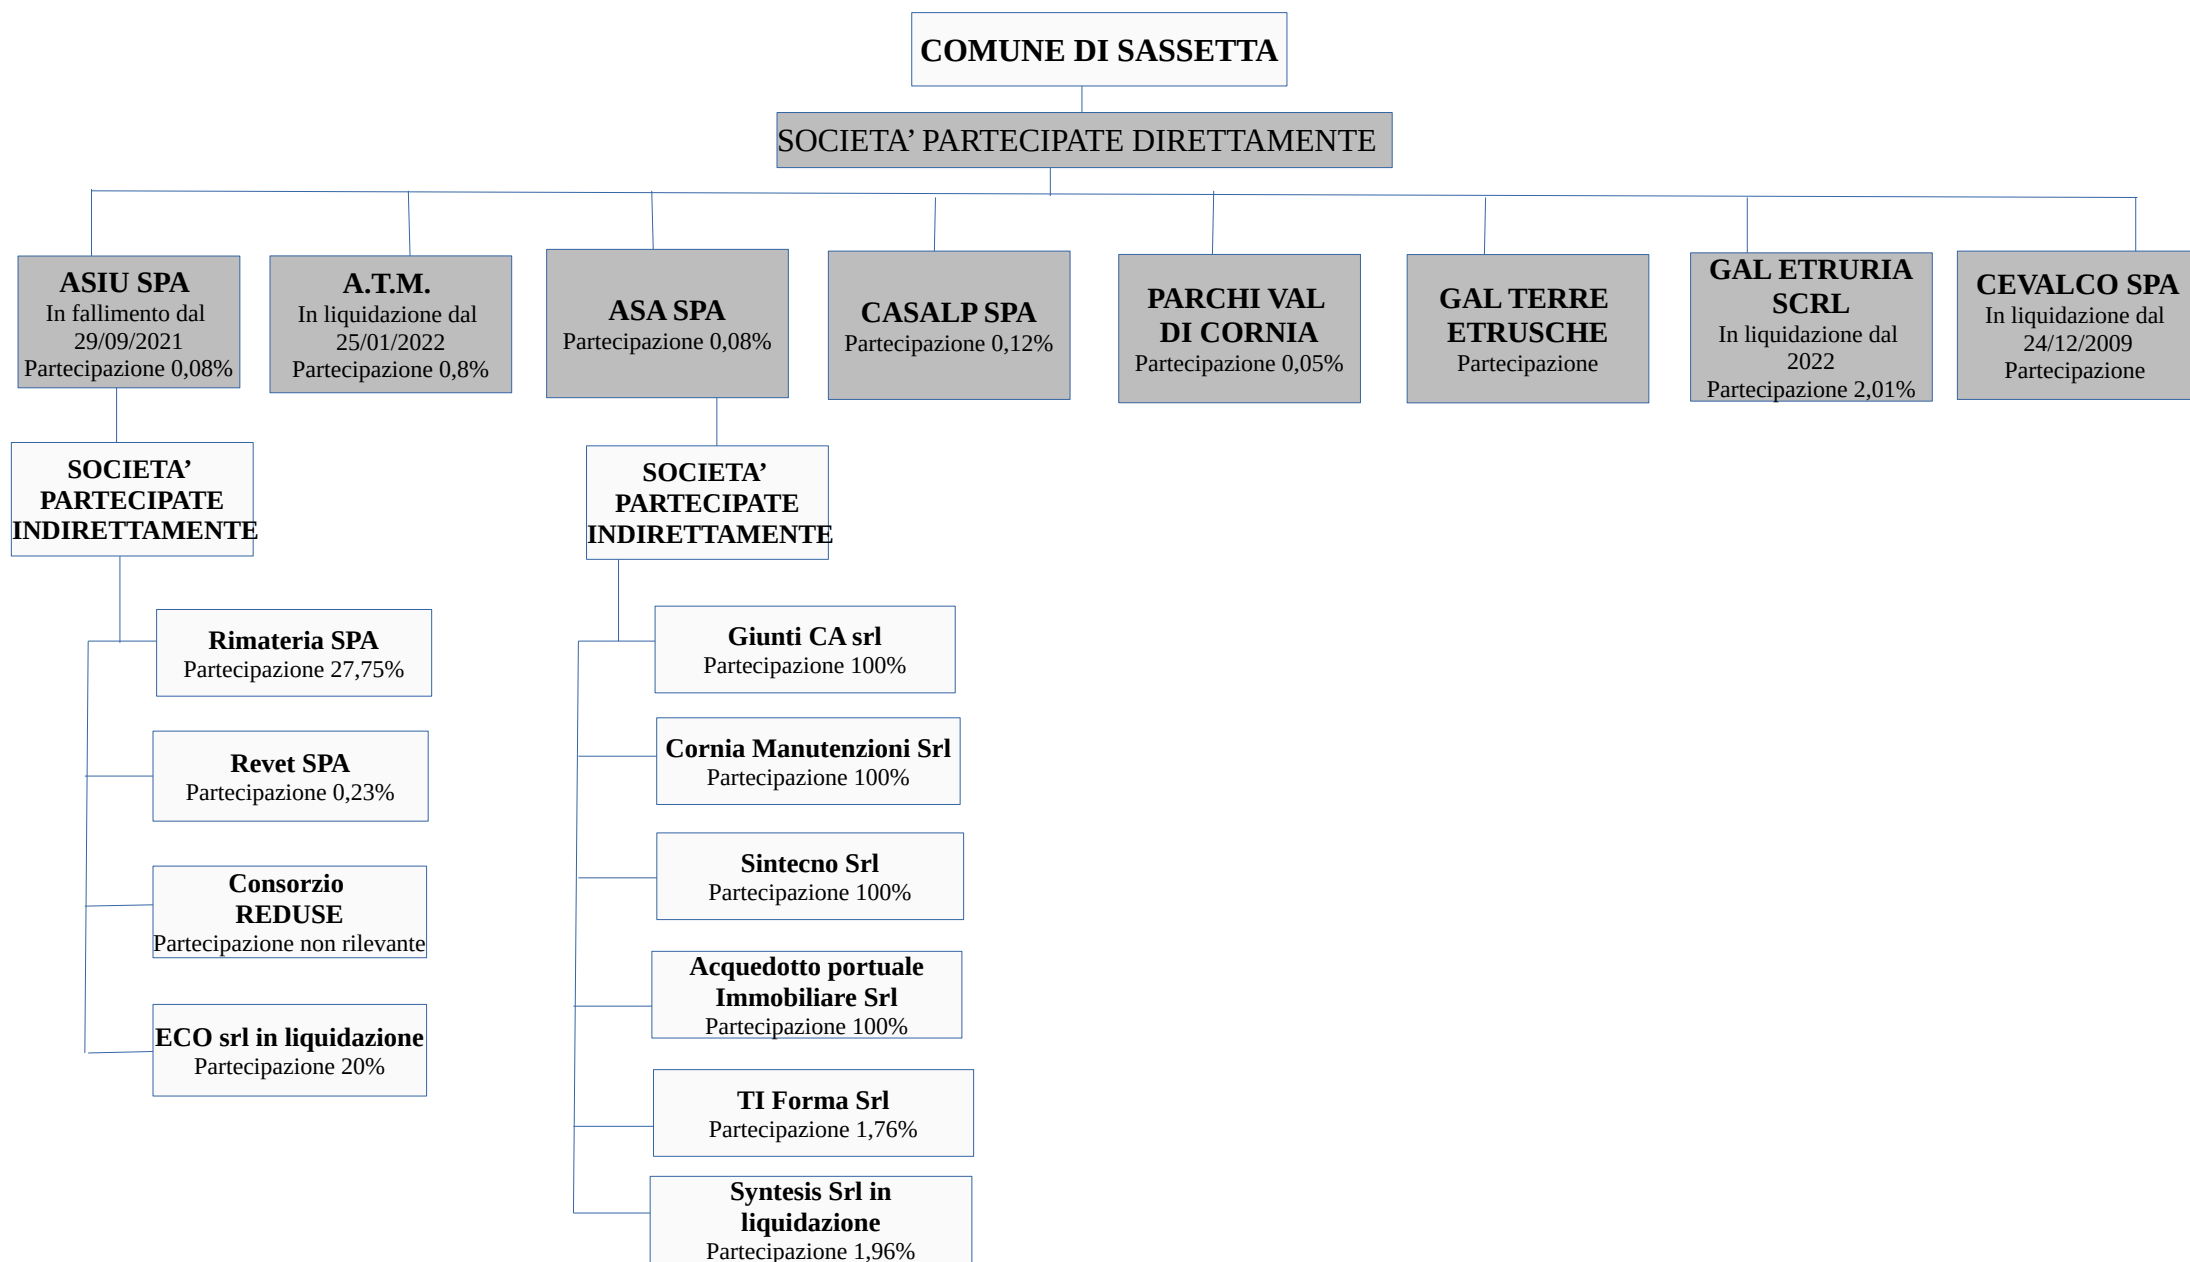 COMUNE DI SASSETTA
SOCIETA’ PARTECIPATE DIRETTAMENTE
ASIU SPA
In fallimento dal
29/09/2021
Partecipazione 0,08%
A.T.M.
In liquidazione dal
25/01/2022
Partecipazione 0,8%
ASA SPA
Partecipazione 0,08%
CASALP SPA
Partecipazione 0,12%
PARCHI VAL
DI CORNIA
Partecipazione 0,05%
GAL TERRE
ETRUSCHE
Partecipazione
GAL ETRURIA
SCRL
In liquidazione dal
2022
Partecipazione 2,01%
CEVALCO SPA
In liquidazione dal
24/12/2009
Partecipazione
SOCIETA’
PARTECIPATE
INDIRETTAMENTE
Rimateria SPA
Partecipazione 27,75%
Revet SPA
Partecipazione 0,23%
Consorzio
REDUSE
Partecipazione non rilevante
ECO srl in liquidazione
Partecipazione 20%
SOCIETA’
PARTECIPATE
INDIRETTAMENTE
Giunti CA srl
Partecipazione 100%
Cornia Manutenzioni Srl
Partecipazione 100%
Sintecno Srl
Partecipazione 100%
Acquedotto portuale
Immobiliare Srl
Partecipazione 100%
TI Forma Srl
Partecipazione 1,76%
Syntesis Srl in
liquidazione
Partecipazione 1,96%